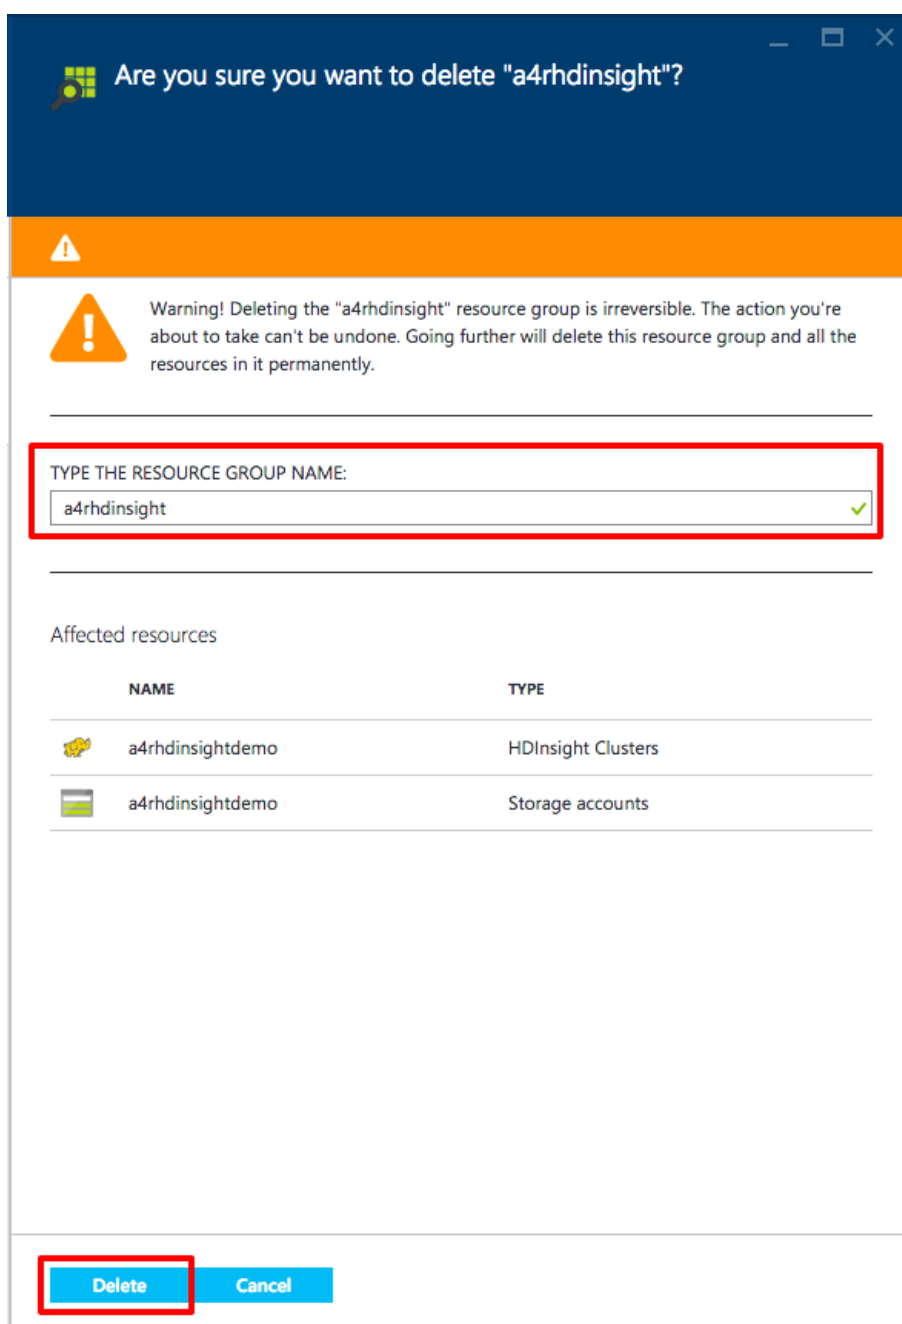 Are you sure you want to delete "a4rhdinsight"?
Warning! Deleting the "a4rhdinsight" resource group is irreversible. The action you're
about to take can't be undone. Going further will delete this resource group and all the
resources in it permanently.
TYPE THE RESOURCE GROUP NAME:
a4rhdinsight
Affected resources
NAME TYPE
a4rhdinsightdemo HDInsight Clusters
a4rhdinsightdemo Storage accounts
Delete Cancel